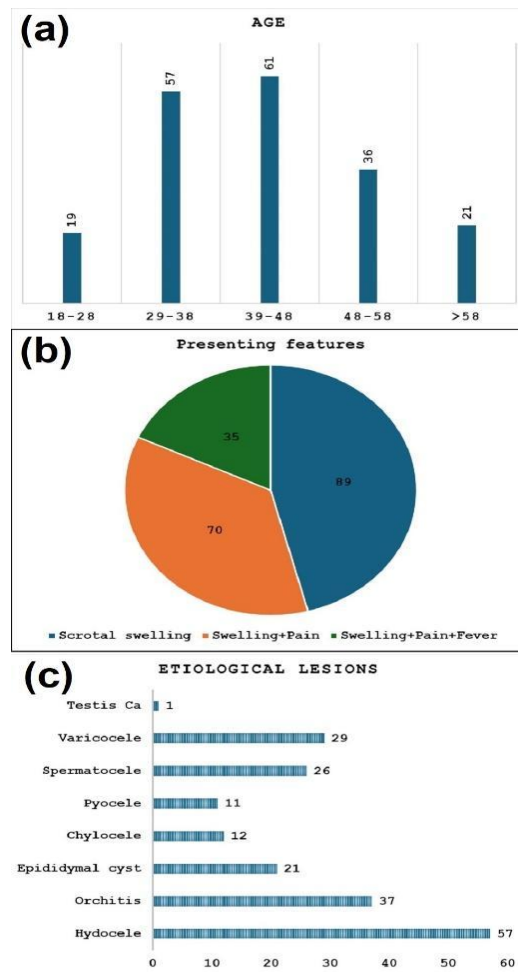 (a)
AGE
19
57
61
36
21
18-28
29-38
39-48
48-58
>58
(b)
Presenting features
35
89
70
Scrotal swelling
Swelling+Pain
Swelling+Pain+Fever
(c)
ETIOLOGICAL LESIONS
Testis Ca 1
Varicocele 29
Spermatocele 26
Pyocele 11
Chylocele 12
Epididymal cyst 21
Orchitis 37
Hydocele 57
0 10 20 30 40 50 60